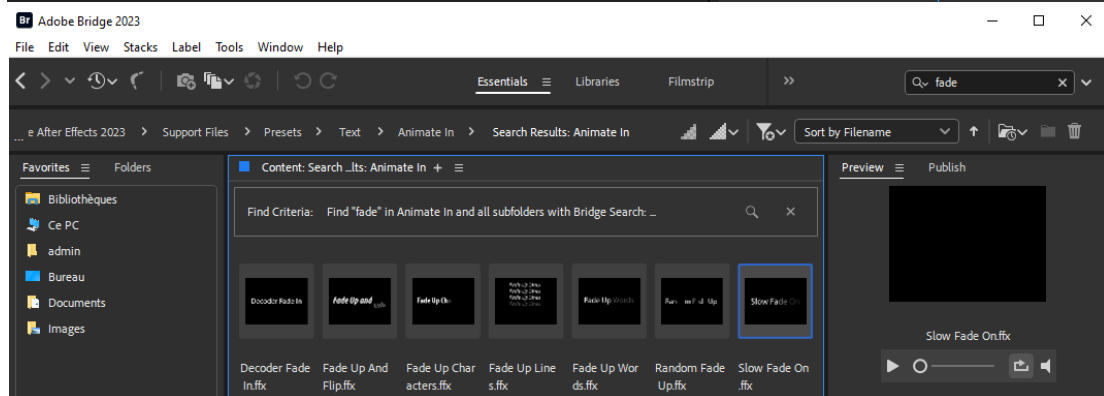 Br Adobe Bridge 2023
File Edit View Stacks Label Tools Window Help
Essentials Libraries Filmstrip >> fade
... e After Effects 2023 > Support Files > Presets > Text > Animate In > Search Results: Animate In Sort by Filename
Favorites Folders
Content: Search ...lts: Animate In +
Preview Publish
Bibliothèques
Ce PC
admin
Bureau
Documents
Images
Find Criteria: Find "fade" in Animate In and all subfolders with Bridge Search: ...
Decoder Fade In
Fade Up and
Fade Up Ch
Fade Up Words
Slow Fade On
Decoder Fade In.ffx
Fade Up And Flip.ffx
Fade Up Characters.ffx
Fade Up Lines.ffx
Fade Up Words.ffx
Random Fade Up.ffx
Slow Fade On.ffx
Slow Fade On.ffx